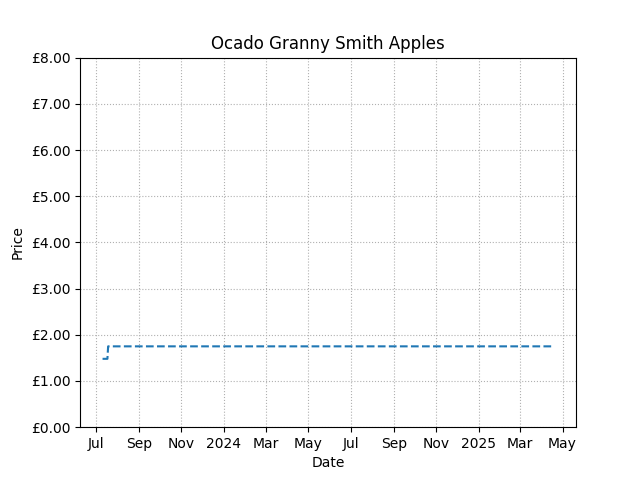 Ocado Granny Smith Apples
£8.00
£7.00
£6.00
£5.00
£4.00
£3.00
£2.00
£1.00
£0.00
Price
Jul Sep Nov 2024 Mar May Jul Sep Nov 2025 Mar May
Date